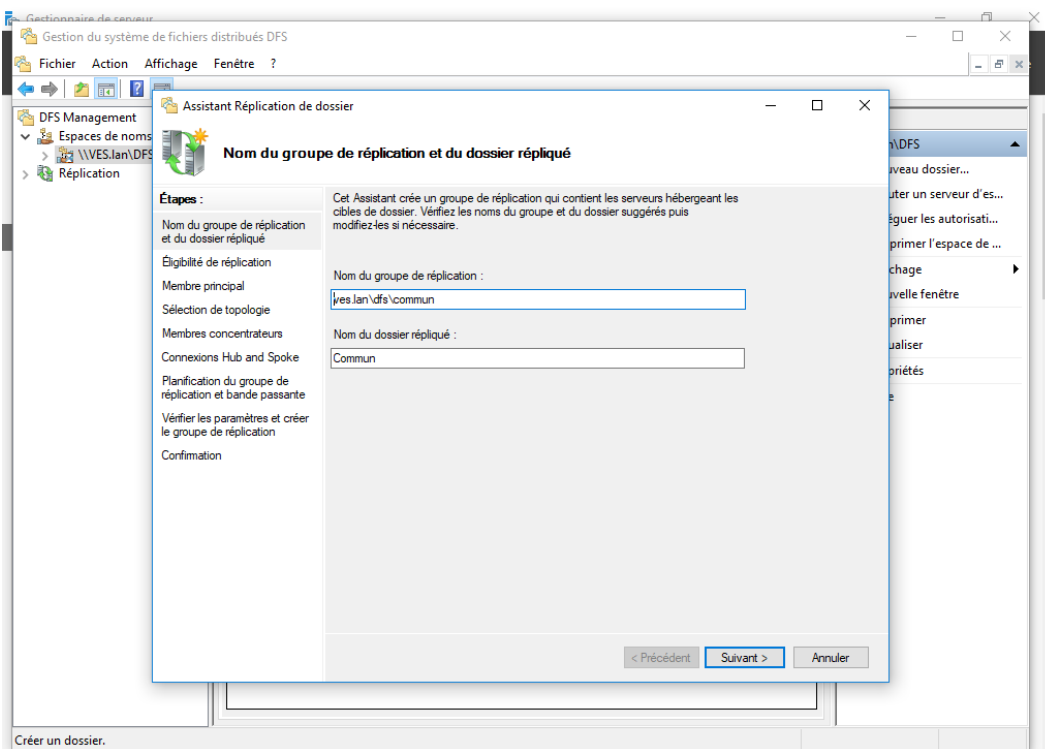 Gestionnaire de serveur
Gestion du système de fichiers distribués DFS
Fichier Action Affichage Fenêtre ?
DFS Management
Espaces de noms
\\VES.lan\DFS
Réplication
Assistant Réplication de dossier
Nom du groupe de réplication et du dossier répliqué
Étapes :
Nom du groupe de réplication
et du dossier répliqué
Éligibilité de réplication
Membre principal
Sélection de topologie
Membres concentrateurs
Connexions Hub and Spoke
Planification du groupe de
réplication et bande passante
Vérifier les paramètres et créer
le groupe de réplication
Confirmation
Cet Assistant crée un groupe de réplication qui contient les serveurs hébergeant les
cibles de dossier. Vérifiez les noms du groupe et du dossier suggérés puis
modifiez-les si nécessaire.
Nom du groupe de réplication :
ves.lan\dfs\commun
Nom du dossier répliqué :
Commun
< Précédent Suivant > Annuler
n\DFS
uveau dossier...
uter un serveur d'es...
éguer les autorisati...
primer l'espace de ...
chage
uvelle fenêtre
primer
ualiser
priétés
e
Créer un dossier.